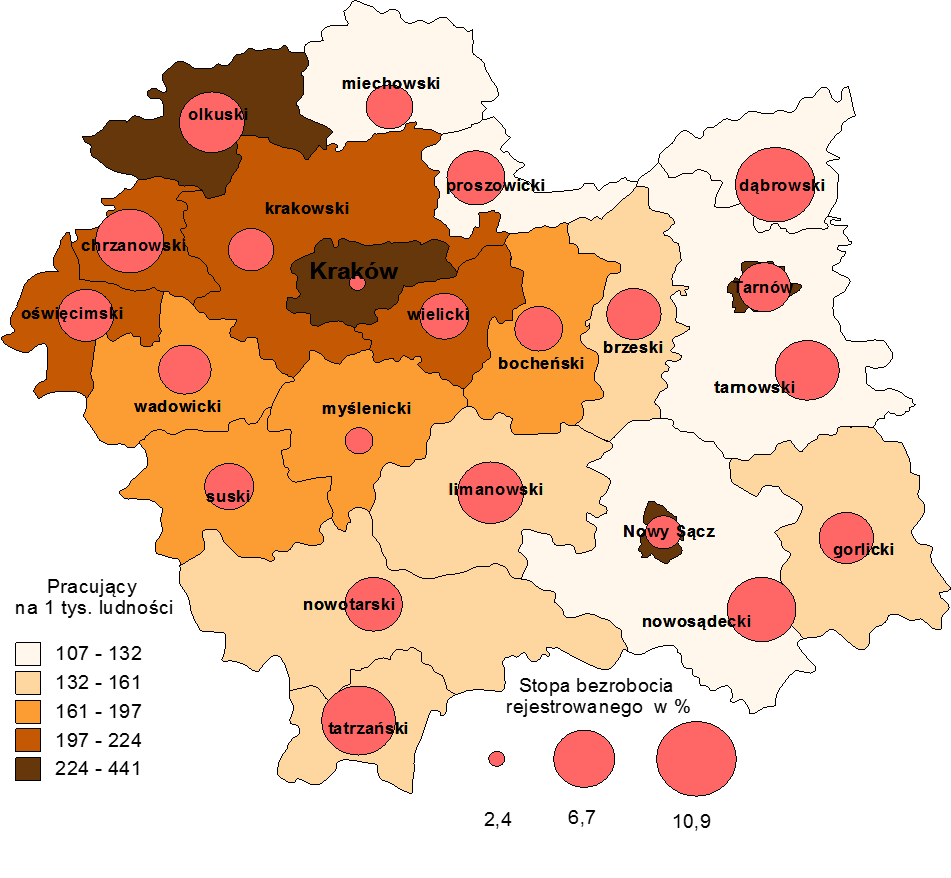 miechowski
olkuski
proszowicki
dąbrowski
krakowski
chrzanowski
Kraków
Tarnów
oświęcimski
wielicki
brzeski
bocheński
tarnowski
wadowicki
myślenicki
limanowski
suski
Nowy Sącz
gorlicki
nowotarski
nowosądecki
tatrzański
Pracujący
na 1 tys. ludności
107 - 132
132 - 161
161 - 197
197 - 224
224 - 441
Stopa bezrobocia
rejestrowanego w %
2,4
6,7
10,9